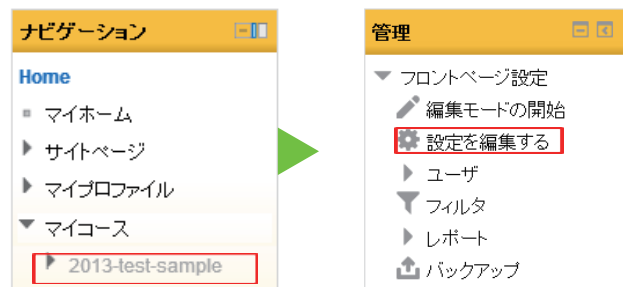 ナビゲーション
Home
マイホーム
サイトページ
マイプロファイル
マイコース
2013-test-sample
管理
フロントページ設定
編集モードの開始
設定を編集する
ユーザ
フィルタ
レポート
バックアップ